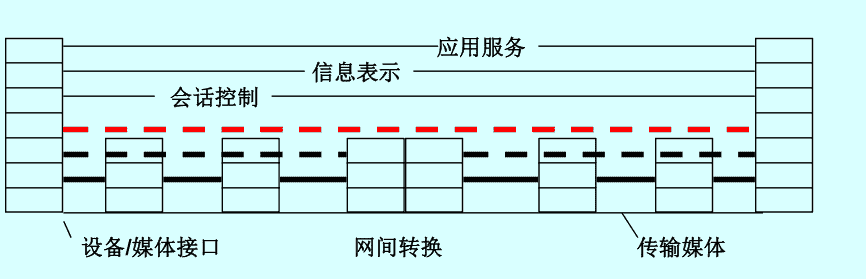 应用服务
信息表示
会话控制
设备/媒体接口
网间转换
传输媒体